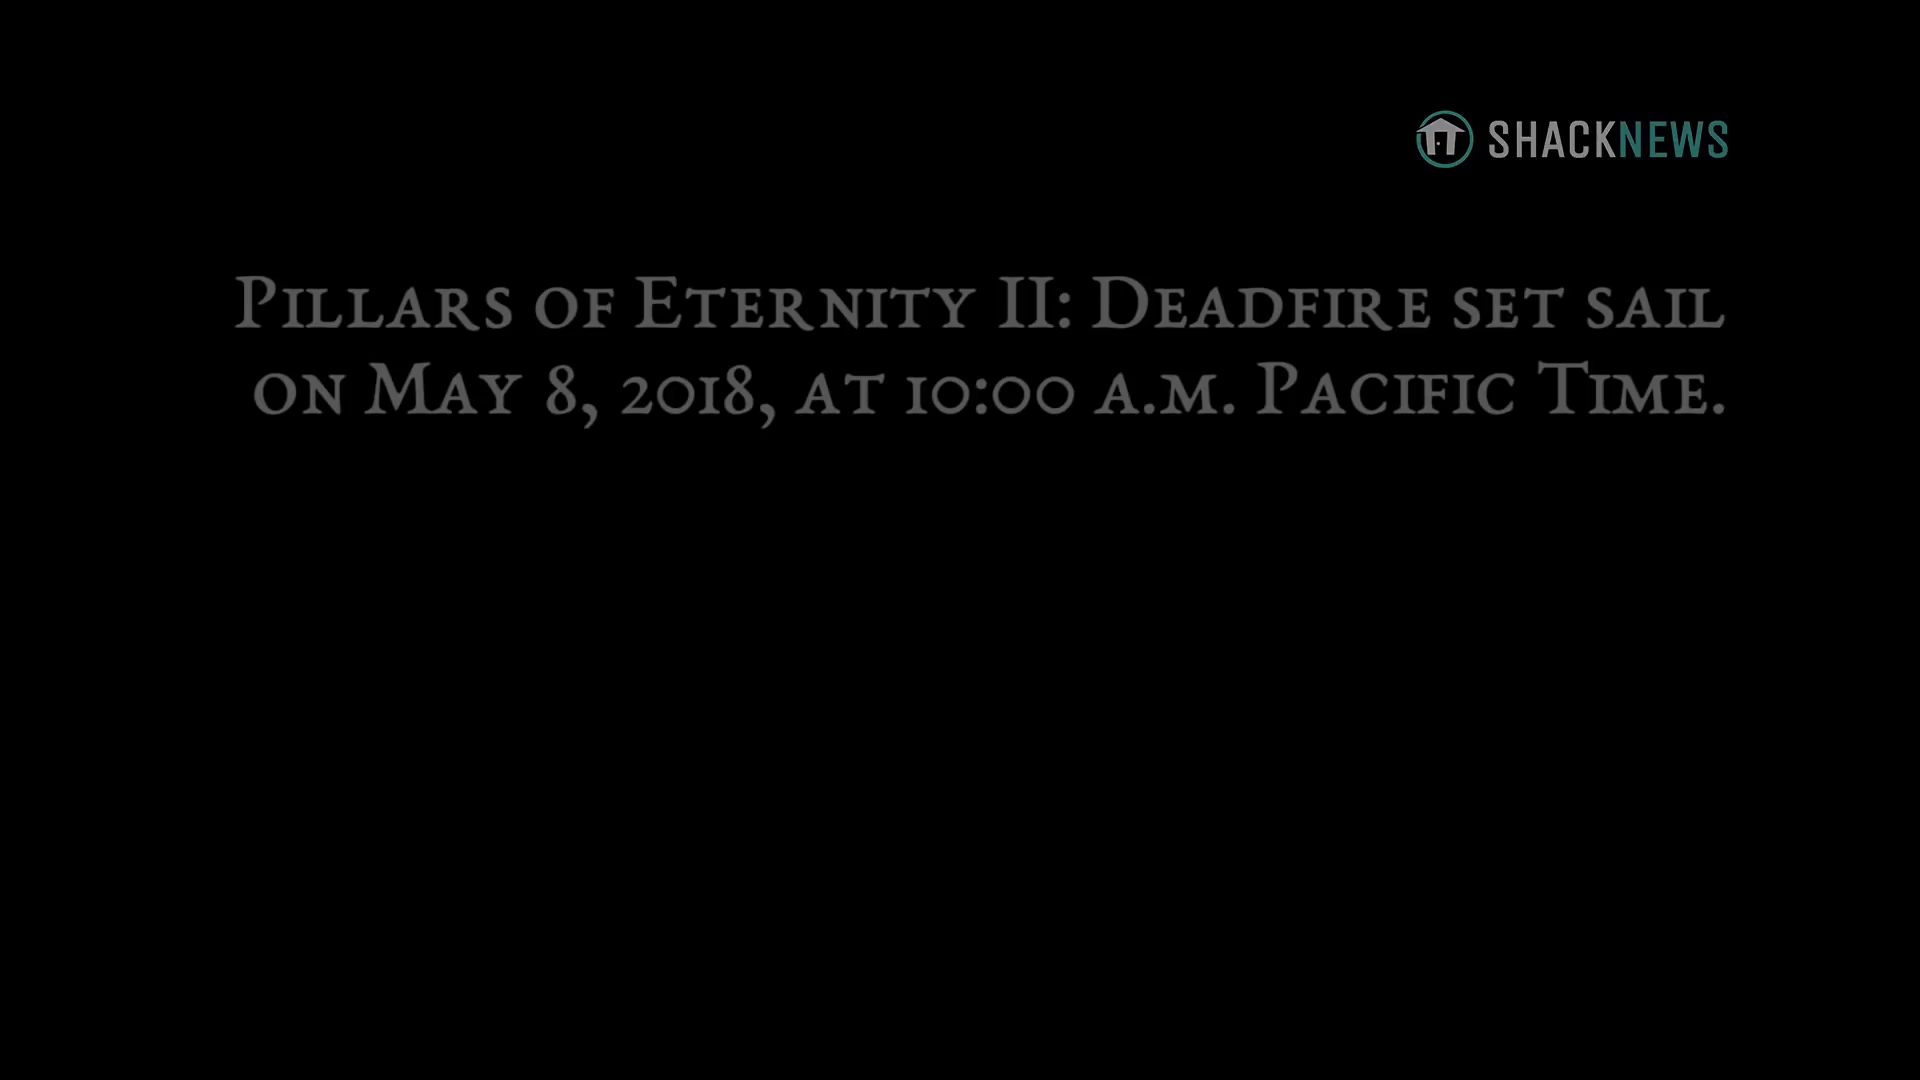 SHACKNEWS
Pillars of Eternity II: Deadfire set sail
on May 8, 2018, at 10:00 a.m. Pacific Time.